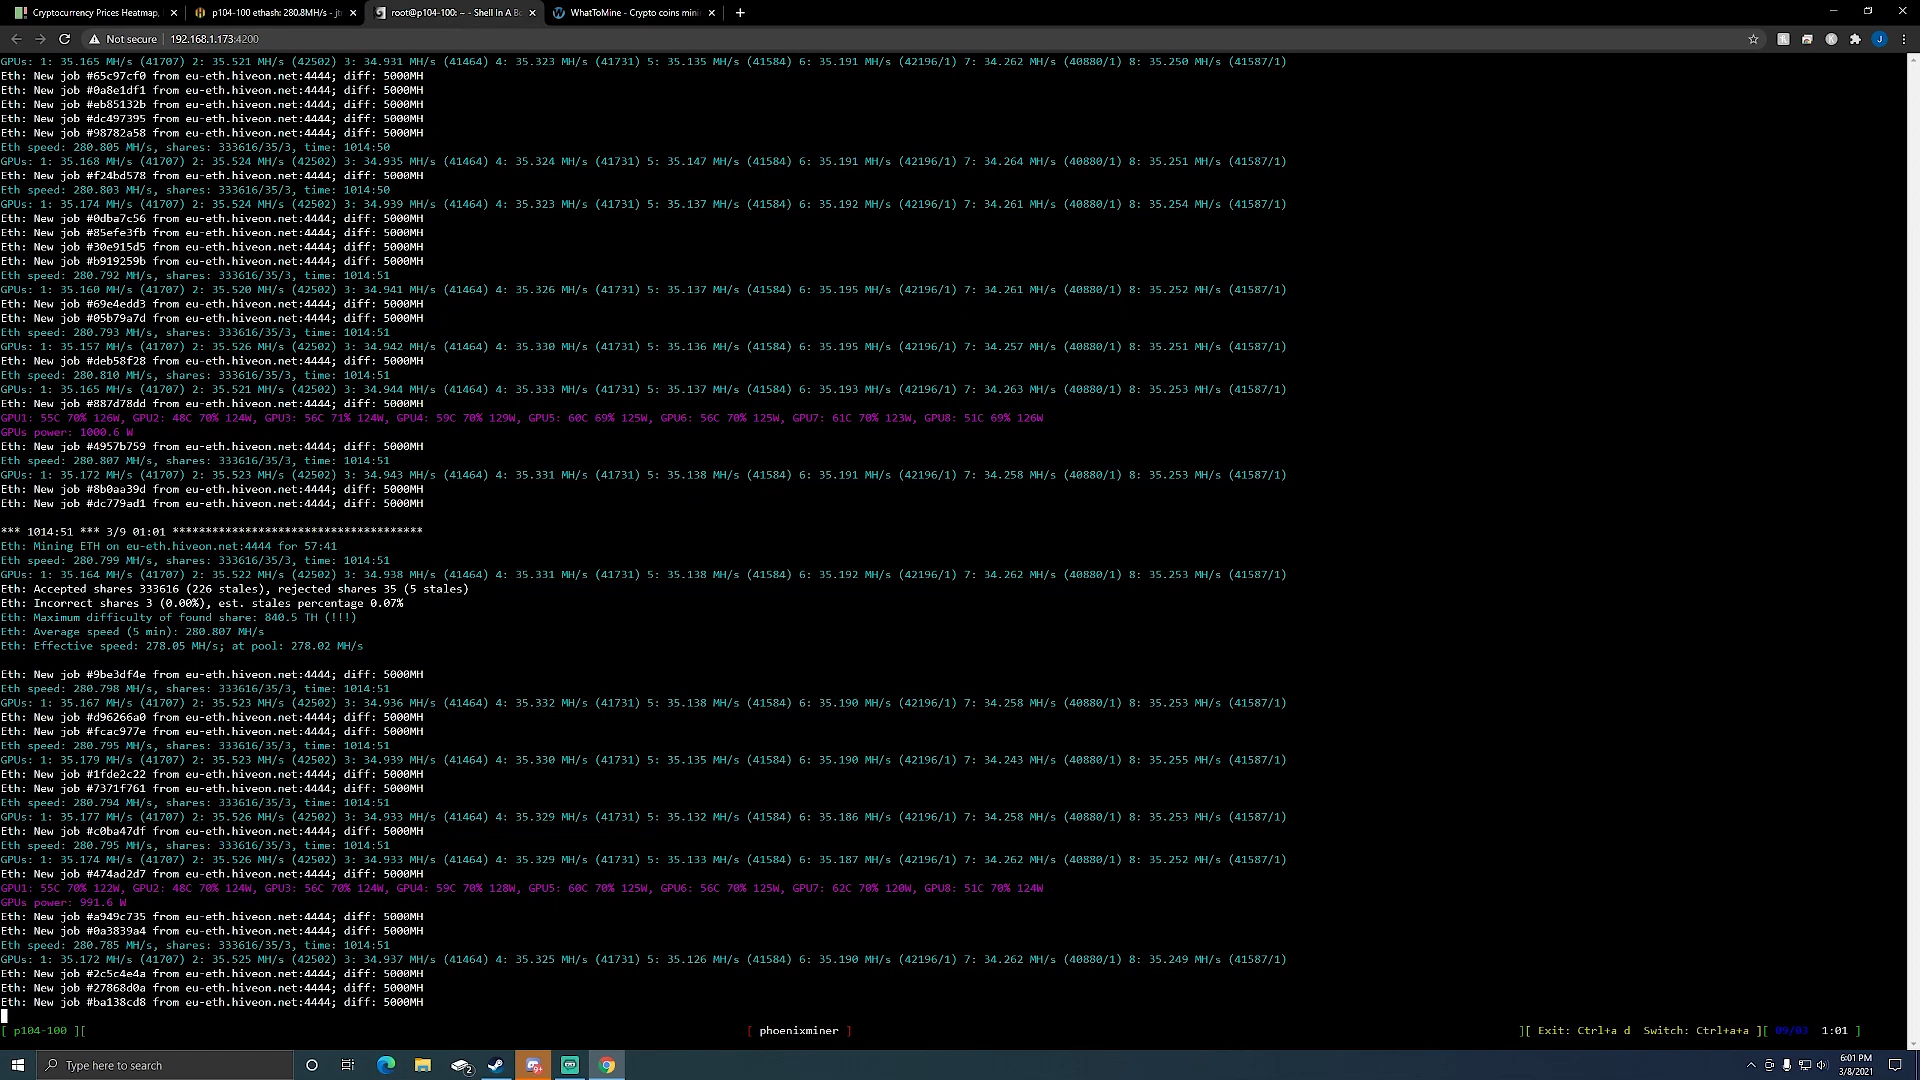 Cryptocurrency Prices Heatmap,
p104-100 ethash: 280.8MH/s - jt
root@p104-100: ~ - Shell In A Bo
WhatToMine - Crypto coins mini
Not secure
192.168.1.173:4200
J
GPUs: 1: 35.165 MH/s (41707) 2: 35.521 MH/s (42502) 3: 34.931 MH/s (41464) 4: 35.323 MH/s (41731) 5: 35.135 MH/s (41584) 6: 35.191 MH/s (42196/1) 7: 34.262 MH/s (40880/1) 8: 35.250 MH/s (41587/1)
Eth: New job #65c97cf0 from eu-eth.hiveon.net:4444; diff: 5000MH
Eth: New job #0a8e1df1 from eu-eth.hiveon.net:4444; diff: 5000MH
Eth: New job #eb85132b from eu-eth.hiveon.net:4444; diff: 5000MH
Eth: New job #dc497395 from eu-eth.hiveon.net:4444; diff: 5000MH
Eth: New job #98782a58 from eu-eth.hiveon.net:4444; diff: 5000MH
Eth speed: 280.805 MH/s, shares: 333616/35/3, time: 1014:50
GPUs: 1: 35.168 MH/s (41707) 2: 35.524 MH/s (42502) 3: 34.935 MH/s (41464) 4: 35.324 MH/s (41731) 5: 35.147 MH/s (41584) 6: 35.191 MH/s (42196/1) 7: 34.264 MH/s (40880/1) 8: 35.251 MH/s (41587/1)
Eth: New job #f24bd578 from eu-eth.hiveon.net:4444; diff: 5000MH
Eth speed: 280.803 MH/s, shares: 333616/35/3, time: 1014:50
GPUs: 1: 35.174 MH/s (41707) 2: 35.524 MH/s (42502) 3: 34.939 MH/s (41464) 4: 35.323 MH/s (41731) 5: 35.137 MH/s (41584) 6: 35.192 MH/s (42196/1) 7: 34.261 MH/s (40880/1) 8: 35.254 MH/s (41587/1)
Eth: New job #0dba7c56 from eu-eth.hiveon.net:4444; diff: 5000MH
Eth: New job #85efe3fb from eu-eth.hiveon.net:4444; diff: 5000MH
Eth: New job #30e915d5 from eu-eth.hiveon.net:4444; diff: 5000MH
Eth: New job #b919259b from eu-eth.hiveon.net:4444; diff: 5000MH
Eth speed: 280.792 MH/s, shares: 333616/35/3, time: 1014:51
GPUs: 1: 35.160 MH/s (41707) 2: 35.520 MH/s (42502) 3: 34.941 MH/s (41464) 4: 35.326 MH/s (41731) 5: 35.137 MH/s (41584) 6: 35.195 MH/s (42196/1) 7: 34.261 MH/s (40880/1) 8: 35.252 MH/s (41587/1)
Eth: New job #69e4edd3 from eu-eth.hiveon.net:4444; diff: 5000MH
Eth: New job #05b79a7d from eu-eth.hiveon.net:4444; diff: 5000MH
Eth speed: 280.793 MH/s, shares: 333616/35/3, time: 1014:51
GPUs: 1: 35.157 MH/s (41707) 2: 35.526 MH/s (42502) 3: 34.942 MH/s (41464) 4: 35.330 MH/s (41731) 5: 35.136 MH/s (41584) 6: 35.195 MH/s (42196/1) 7: 34.257 MH/s (40880/1) 8: 35.251 MH/s (41587/1)
Eth: New job #deb58f28 from eu-eth.hiveon.net:4444; diff: 5000MH
Eth speed: 280.810 MH/s, shares: 333616/35/3, time: 1014:51
GPUs: 1: 35.165 MH/s (41707) 2: 35.521 MH/s (42502) 3: 34.944 MH/s (41464) 4: 35.333 MH/s (41731) 5: 35.137 MH/s (41584) 6: 35.193 MH/s (42196/1) 7: 34.263 MH/s (40880/1) 8: 35.253 MH/s (41587/1)
Eth: New job #887d78dd from eu-eth.hiveon.net:4444; diff: 5000MH
GPU1: 55C 70% 126W, GPU2: 48C 70% 124W, GPU3: 56C 71% 124W, GPU4: 59C 70% 129W, GPU5: 60C 69% 125W, GPU6: 56C 70% 125W, GPU7: 61C 70% 123W, GPU8: 51C 69% 126W
GPUs power: 1000.6 W
Eth: New job #4957b759 from eu-eth.hiveon.net:4444; diff: 5000MH
Eth speed: 280.807 MH/s, shares: 333616/35/3, time: 1014:51
GPUs: 1: 35.172 MH/s (41707) 2: 35.523 MH/s (42502) 3: 34.943 MH/s (41464) 4: 35.331 MH/s (41731) 5: 35.138 MH/s (41584) 6: 35.191 MH/s (42196/1) 7: 34.258 MH/s (40880/1) 8: 35.253 MH/s (41587/1)
Eth: New job #8b0aa39d from eu-eth.hiveon.net:4444; diff: 5000MH
Eth: New job #dc779ad1 from eu-eth.hiveon.net:4444; diff: 5000MH
*** 1014:51 *** 3/9 01:01 **************************************
Eth: Mining ETH on eu-eth.hiveon.net:4444 for 57:41
Eth speed: 280.799 MH/s, shares: 333616/35/3, time: 1014:51
GPUs: 1: 35.164 MH/s (41707) 2: 35.522 MH/s (42502) 3: 34.938 MH/s (41464) 4: 35.331 MH/s (41731) 5: 35.138 MH/s (41584) 6: 35.192 MH/s (42196/1) 7: 34.262 MH/s (40880/1) 8: 35.253 MH/s (41587/1)
Eth: Accepted shares 333616 (226 stales), rejected shares 35 (5 stales)
Eth: Incorrect shares 3 (0.00%), est. stales percentage 0.07%
Eth: Maximum difficulty of found share: 840.5 TH (!!!)
Eth: Average speed (5 min): 280.807 MH/s
Eth: Effective speed: 278.05 MH/s; at pool: 278.02 MH/s
Eth: New job #9be3df4e from eu-eth.hiveon.net:4444; diff: 5000MH
Eth speed: 280.798 MH/s, shares: 333616/35/3, time: 1014:51
GPUs: 1: 35.167 MH/s (41707) 2: 35.523 MH/s (42502) 3: 34.936 MH/s (41464) 4: 35.332 MH/s (41731) 5: 35.138 MH/s (41584) 6: 35.190 MH/s (42196/1) 7: 34.258 MH/s (40880/1) 8: 35.253 MH/s (41587/1)
Eth: New job #d96266a0 from eu-eth.hiveon.net:4444; diff: 5000MH
Eth: New job #fcac977e from eu-eth.hiveon.net:4444; diff: 5000MH
Eth speed: 280.795 MH/s, shares: 333616/35/3, time: 1014:51
GPUs: 1: 35.179 MH/s (41707) 2: 35.523 MH/s (42502) 3: 34.939 MH/s (41464) 4: 35.330 MH/s (41731) 5: 35.135 MH/s (41584) 6: 35.190 MH/s (42196/1) 7: 34.243 MH/s (40880/1) 8: 35.255 MH/s (41587/1)
Eth: New job #1fde2c22 from eu-eth.hiveon.net:4444; diff: 5000MH
Eth: New job #7371f761 from eu-eth.hiveon.net:4444; diff: 5000MH
Eth speed: 280.794 MH/s, shares: 333616/35/3, time: 1014:51
GPUs: 1: 35.177 MH/s (41707) 2: 35.526 MH/s (42502) 3: 34.933 MH/s (41464) 4: 35.329 MH/s (41731) 5: 35.132 MH/s (41584) 6: 35.186 MH/s (42196/1) 7: 34.258 MH/s (40880/1) 8: 35.253 MH/s (41587/1)
Eth: New job #c0ba47df from eu-eth.hiveon.net:4444; diff: 5000MH
Eth speed: 280.795 MH/s, shares: 333616/35/3, time: 1014:51
GPUs: 1: 35.174 MH/s (41707) 2: 35.526 MH/s (42502) 3: 34.933 MH/s (41464) 4: 35.329 MH/s (41731) 5: 35.133 MH/s (41584) 6: 35.187 MH/s (42196/1) 7: 34.262 MH/s (40880/1) 8: 35.252 MH/s (41587/1)
Eth: New job #474ad2d7 from eu-eth.hiveon.net:4444; diff: 5000MH
GPU1: 55C 70% 122W, GPU2: 48C 70% 124W, GPU3: 56C 70% 124W, GPU4: 59C 70% 128W, GPU5: 60C 70% 125W, GPU6: 56C 70% 125W, GPU7: 62C 70% 120W, GPU8: 51C 70% 124W
GPUs power: 991.6 W
Eth: New job #a949c735 from eu-eth.hiveon.net:4444; diff: 5000MH
Eth: New job #0a3839a4 from eu-eth.hiveon.net:4444; diff: 5000MH
Eth speed: 280.785 MH/s, shares: 333616/35/3, time: 1014:51
GPUs: 1: 35.172 MH/s (41707) 2: 35.525 MH/s (42502) 3: 34.937 MH/s (41464) 4: 35.325 MH/s (41731) 5: 35.126 MH/s (41584) 6: 35.190 MH/s (42196/1) 7: 34.262 MH/s (40880/1) 8: 35.249 MH/s (41587/1)
Eth: New job #2c5c4e4a from eu-eth.hiveon.net:4444; diff: 5000MH
Eth: New job #27868d0a from eu-eth.hiveon.net:4444; diff: 5000MH
Eth: New job #ba138cd8 from eu-eth.hiveon.net:4444; diff: 5000MH
[ p104-100 ][ [ phoenixminer ] ][ Exit: Ctrl+a d Switch: Ctrl+a+a ][ 09/03 1:01 ]
Type here to search
2
9+
6:01 PM
3/8/2021